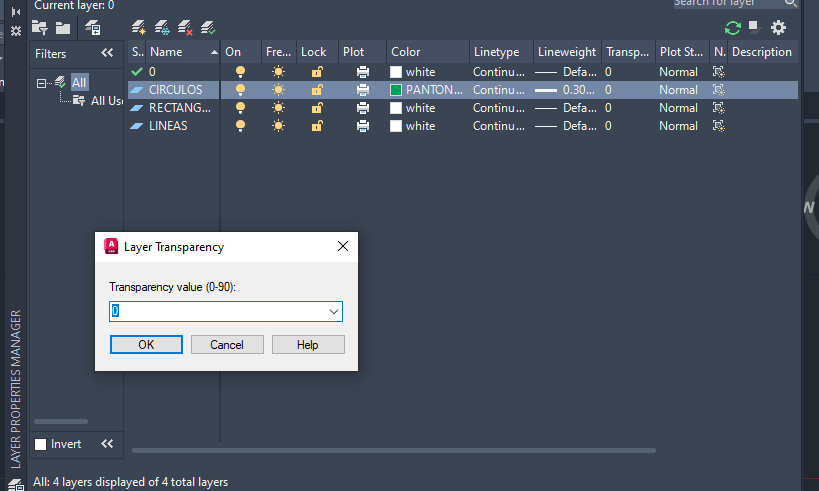 Current layer: 0
Search for layer
Filters
S.. Name On Fre... Lock Plot Color Linetype Lineweight Transp... Plot St... N. Description
All
All Use
0 white Continu... Defa... 0 Normal
CIRCULOS PANTON... Continu... 0.30... 0 Normal
RECTANG... white Continu... Defa... 0 Normal
LINEAS white Continu... Defa... 0 Normal
W
Layer Transparency
Transparency value (0-90):
0
OK Cancel Help
LAYER PROPERTIES MANAGER
Invert
All: 4 layers displayed of 4 total layers